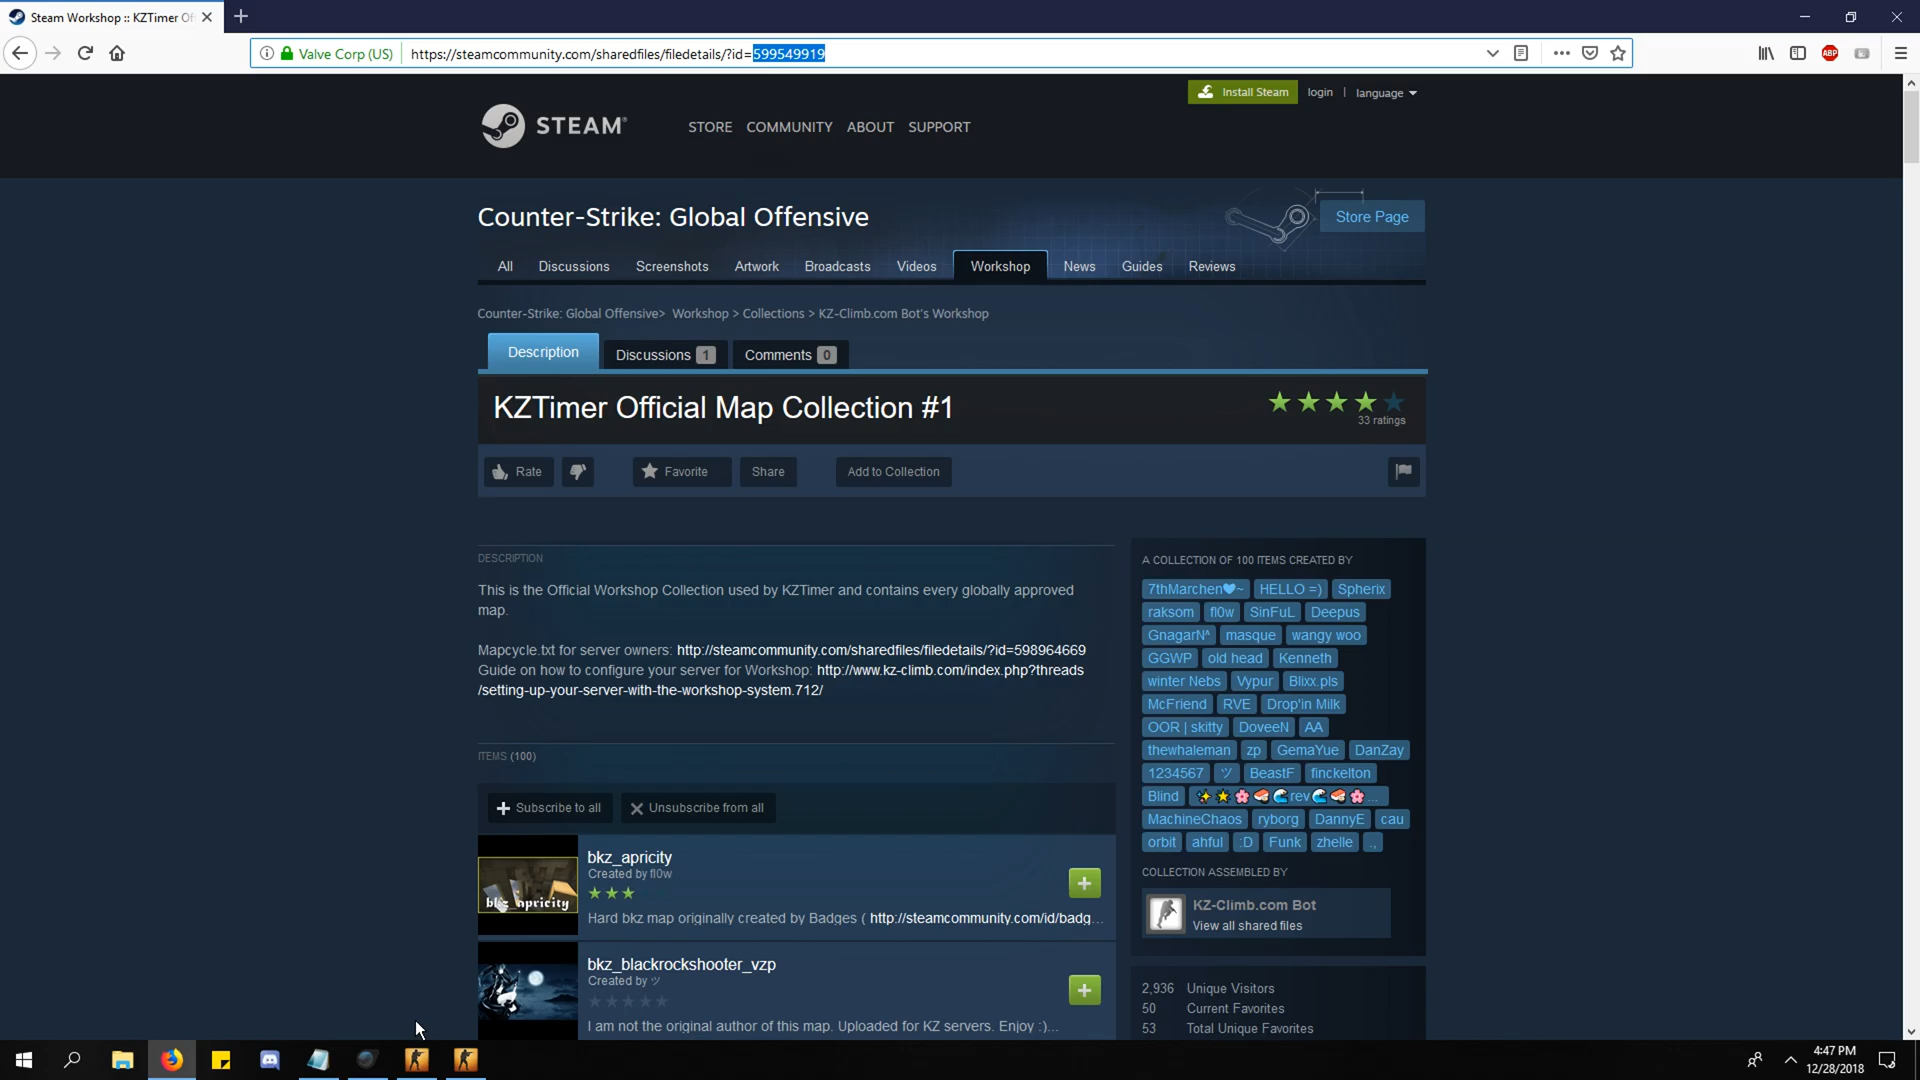 Steam Workshop :: KZTimer Of
Valve Corp (US)
https://steamcommunity.com/sharedfiles/filedetails/?id=599549919
ABP
Install Steam
login
|
language
STEAM®
STORE
COMMUNITY
ABOUT
SUPPORT
Counter-Strike: Global Offensive
Store Page
All
Discussions
Screenshots
Artwork
Broadcasts
Videos
Workshop
News
Guides
Reviews
Counter-Strike: Global Offensive> Workshop > Collections > KZ-Climb.com Bot's Workshop
Description
Discussions 1
Comments 0
KZTimer Official Map Collection #1
33 ratings
Rate
Favorite
Share
Add to Collection
DESCRIPTION
This is the Official Workshop Collection used by KZTimer and contains every globally approved
map.
Mapcycle.txt for server owners: http://steamcommunity.com/sharedfiles/filedetails/?id=598964669
Guide on how to configure your server for Workshop: http://www.kz-climb.com/index.php?threads
/setting-up-your-server-with-the-workshop-system.712/
ITEMS (100)
Subscribe to all
Unsubscribe from all
bkz_apricity
Created by fl0w
bkz_apricity
Hard bkz map originally created by Badges ( http://steamcommunity.com/id/badg...
bkz_blackrockshooter_vzp
Created by ツ
I am not the original author of this map. Uploaded for KZ servers. Enjoy :)...
A COLLECTION OF 100 ITEMS CREATED BY
7thMarchen♥~ HELLO =) Spherix
raksom fl0w SinFuL Deepus
GnagarN^ masque wangy woo
GGWP old head Kenneth
winter Nebs Vypur Blixx.pls
McFriend RVE Drop'in Milk
OOR | skitty DoveeN AA
thewhaleman zp GemaYue DanZay
1234567 ツ BeastF finckelton
Blind ✨🌟🌸🍣🌊rev🌊🍣🌸...
MachineChaos ryborg DannyE cau
orbit ahful :D Funk zhelle .,
COLLECTION ASSEMBLED BY
KZ-Climb.com Bot
View all shared files
2,936 Unique Visitors
50 Current Favorites
53 Total Unique Favorites
4:47 PM
12/28/2018